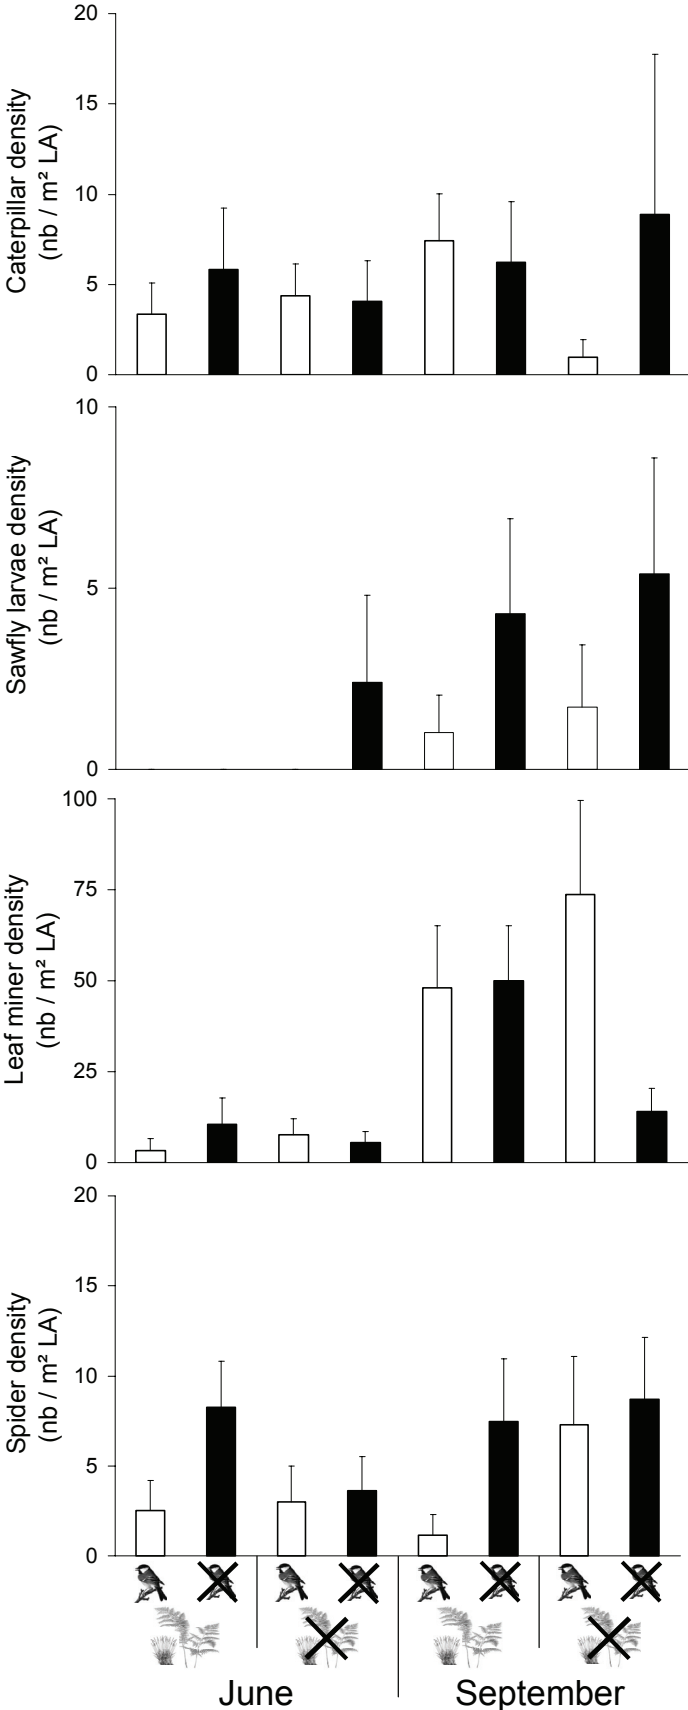 20
15
10
5
0
Caterpillar density
(nb / m² LA)
10
5
0
Sawfly larvae density
(nb / m² LA)
100
75
50
25
0
Leaf miner density
(nb / m² LA)
20
15
10
5
0
Spider density
(nb / m² LA)
June
September